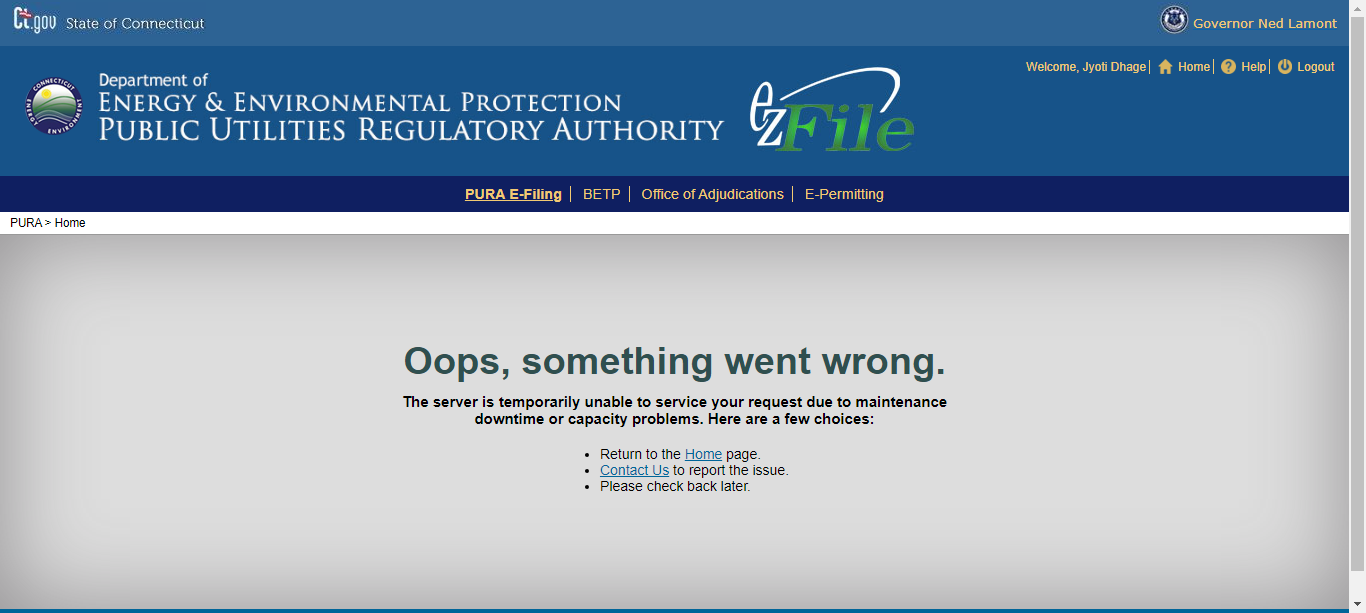 Ct.gov State of Connecticut
Governor Ned Lamont
Welcome, Jyoti Dhage | Home | Help | Logout
CONNECTICUT
ENERGY
ENVIRONMENT
Department of
ENERGY & ENVIRONMENTAL PROTECTION
PUBLIC UTILITIES REGULATORY AUTHORITY
ezFile
PURA E-Filing | BETP | Office of Adjudications | E-Permitting
PURA > Home
Oops, something went wrong.
The server is temporarily unable to service your request due to maintenance
downtime or capacity problems. Here are a few choices:
• Return to the Home page.
• Contact Us to report the issue.
• Please check back later.